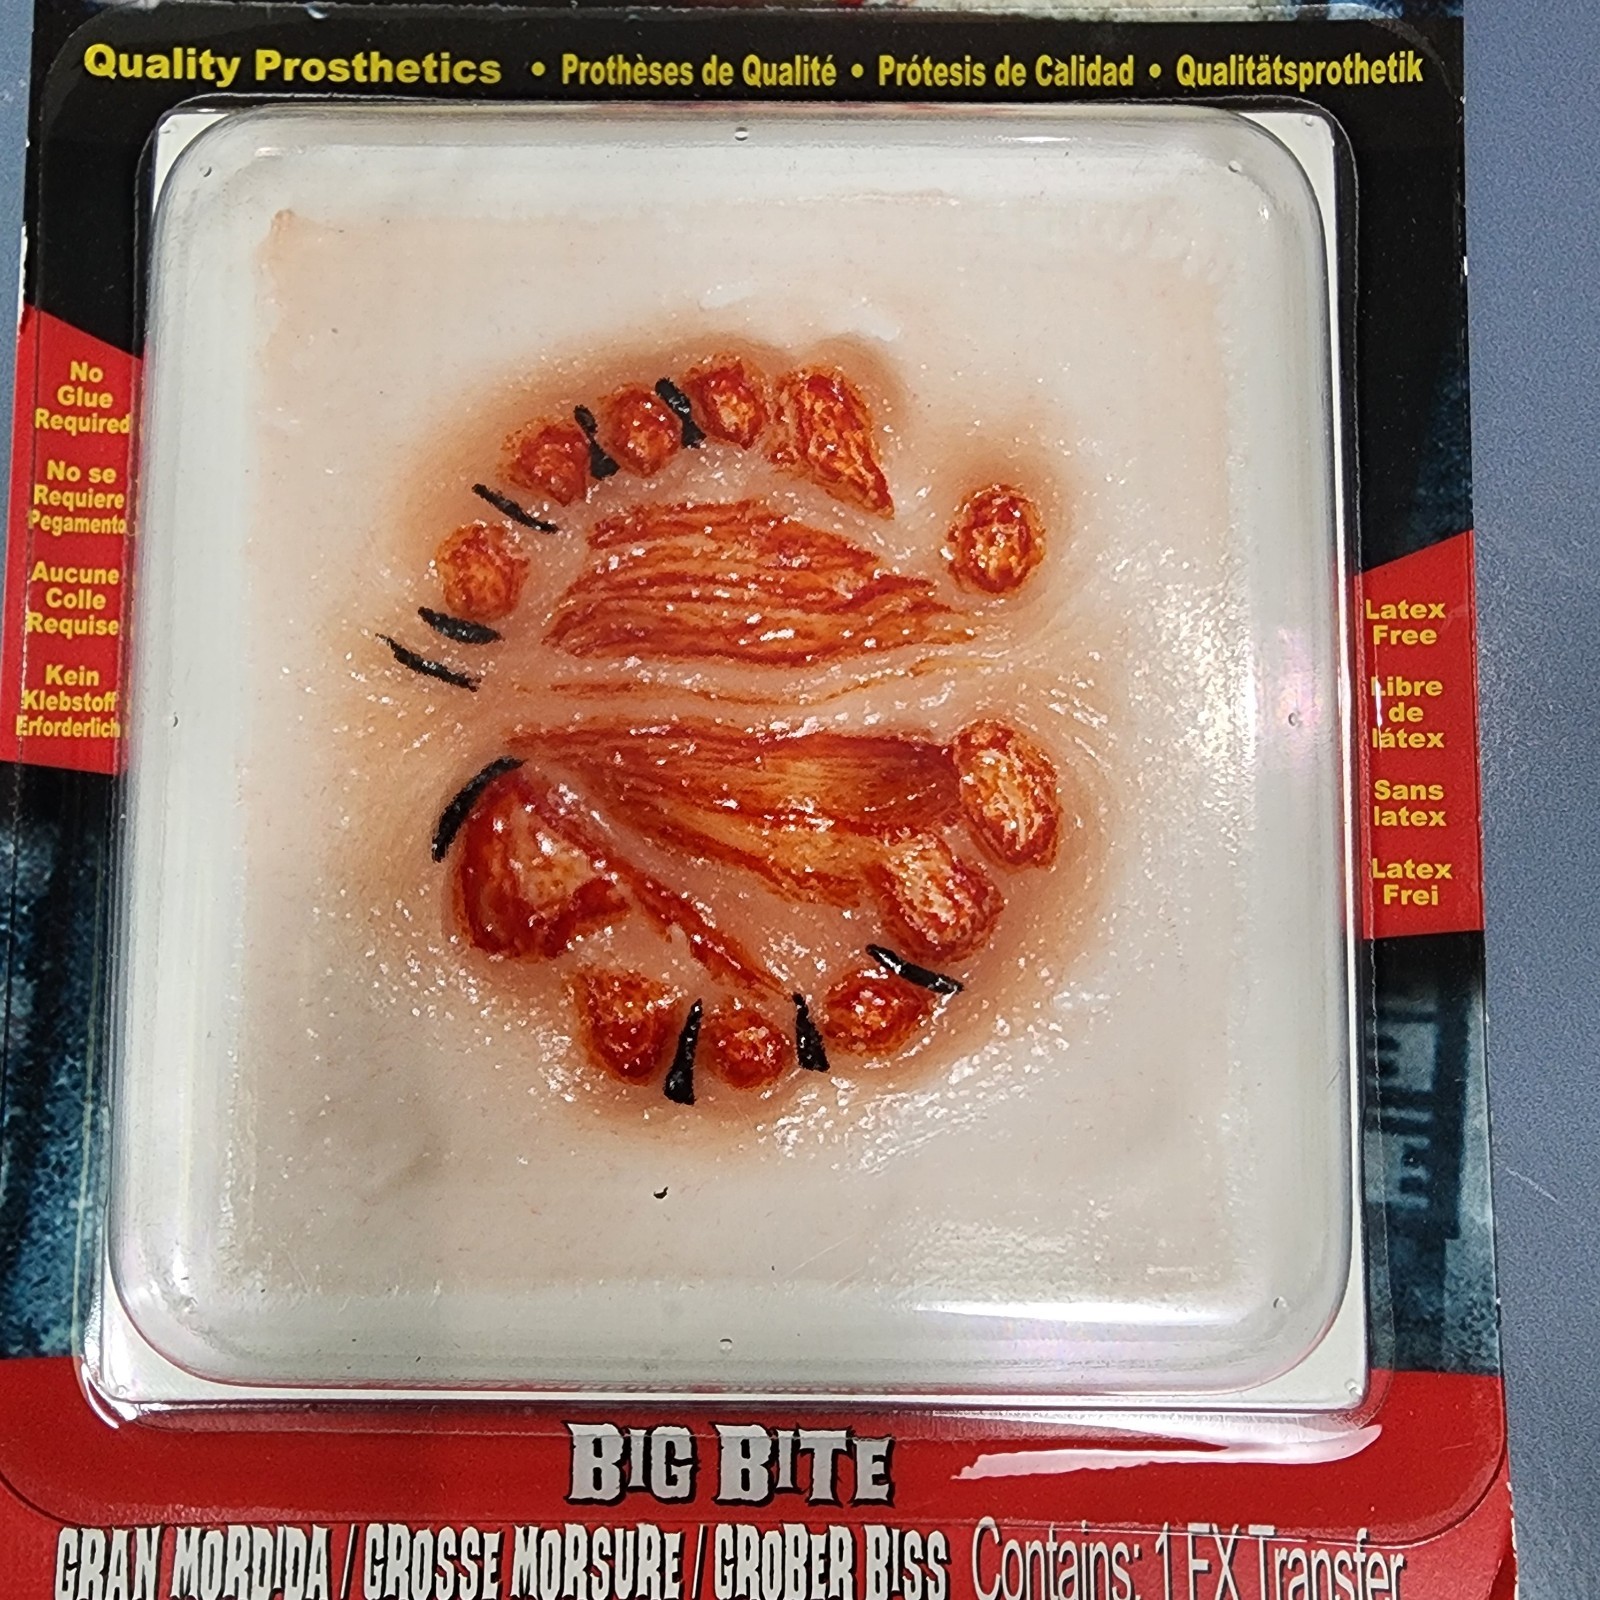 Quality Prosthetics • Prothèses de Qualité • Prótesis de Calidad • Qualitätsprothetik
No
Glue
Required
No se
Requiere
Pegamento
Aucune
Colle
Requise
Kein
Klebstoff
Erforderlich
Latex
Free
Libre
de
látex
Sans
latex
Latex
Frei
BIG BITE
GRAN MORDIDA / GROSSE MORSURE / GROBER BISS Contains: 1 FX Transfer